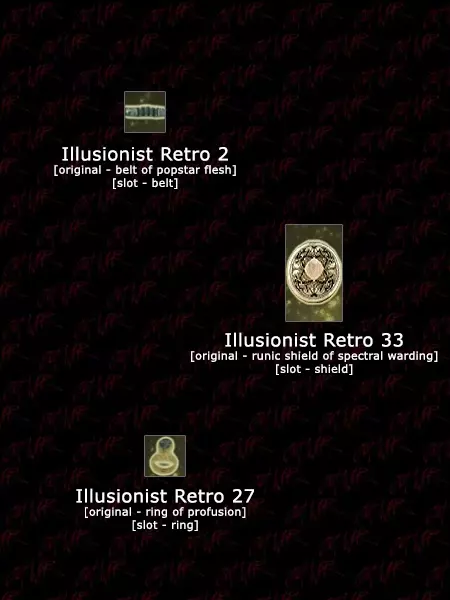 Illusionist Retro 2
[original - belt of popstar flesh]
[slot - belt]
Illusionist Retro 33
[original - runic shield of spectral warding]
[slot - shield]
Illusionist Retro 27
[original - ring of profusion]
[slot - ring]